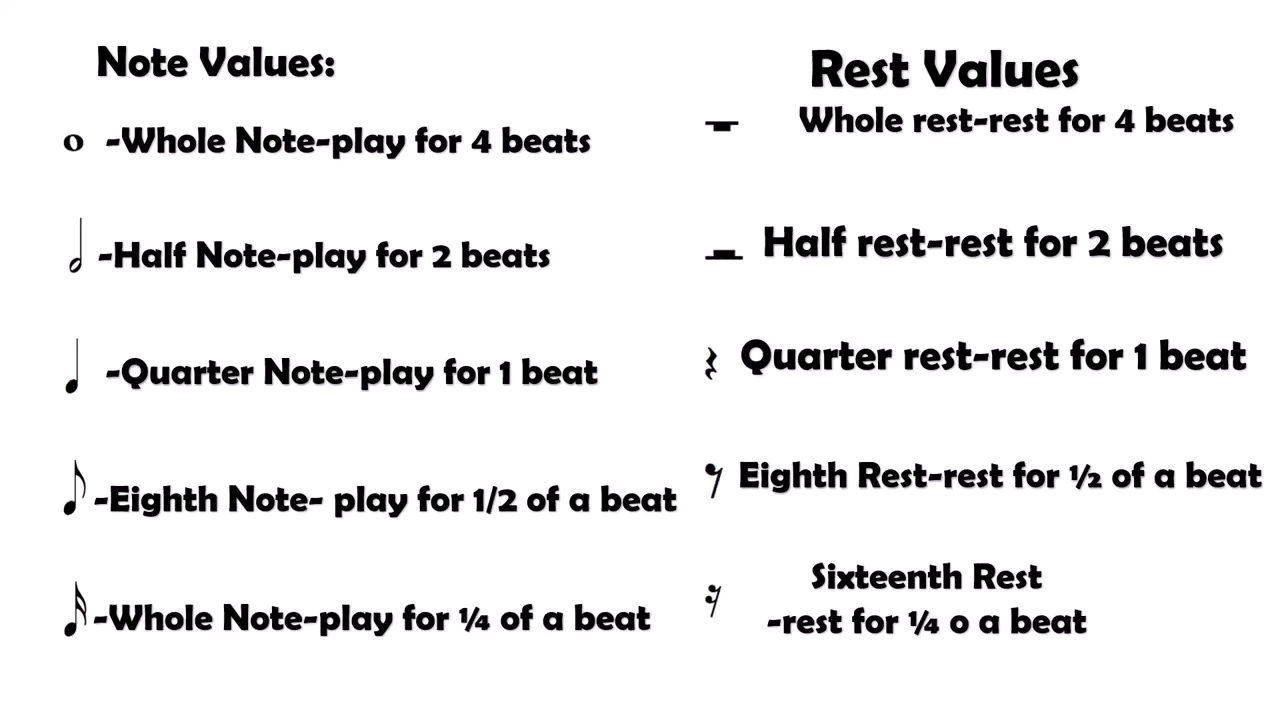 Note Values:
-Whole Note-play for 4 beats
-Half Note-play for 2 beats
-Quarter Note-play for 1 beat
-Eighth Note- play for 1/2 of a beat
-Whole Note-play for ¼ of a beat
Rest Values
Whole rest-rest for 4 beats
Half rest-rest for 2 beats
Quarter rest-rest for 1 beat
Eighth Rest-rest for ½ of a beat
Sixteenth Rest
-rest for ¼ o a beat